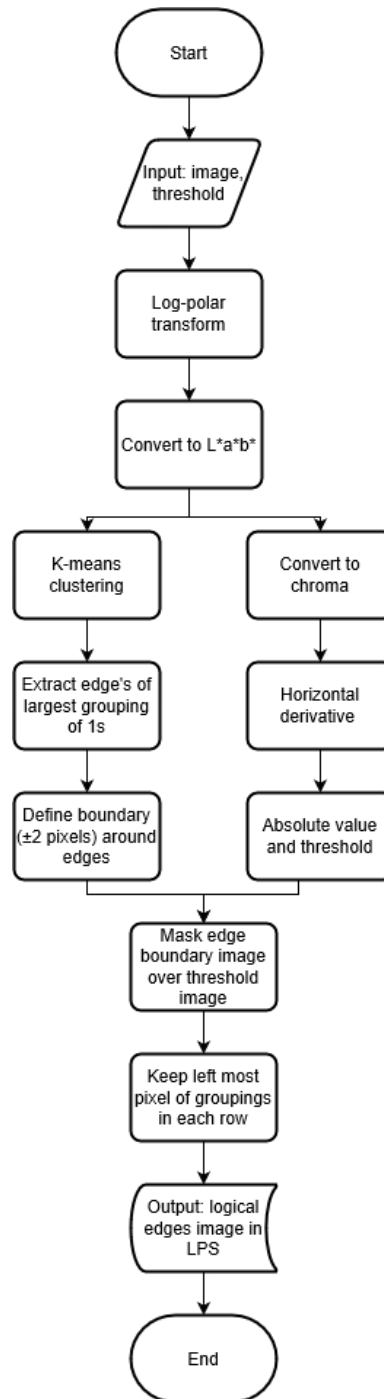 Start
Input: image,
threshold
Log-polar
transform
Convert to L*a*b*
K-means
clustering
Convert to
chroma
Extract edge's of
largest grouping
of 1s
Horizontal
derivative
Define boundary
(±2 pixels) around
edges
Absolute value
and threshold
Mask edge
boundary image
over threshold
image
Keep left most
pixel of groupings
in each row
Output: logical
edges image in
LPS
End